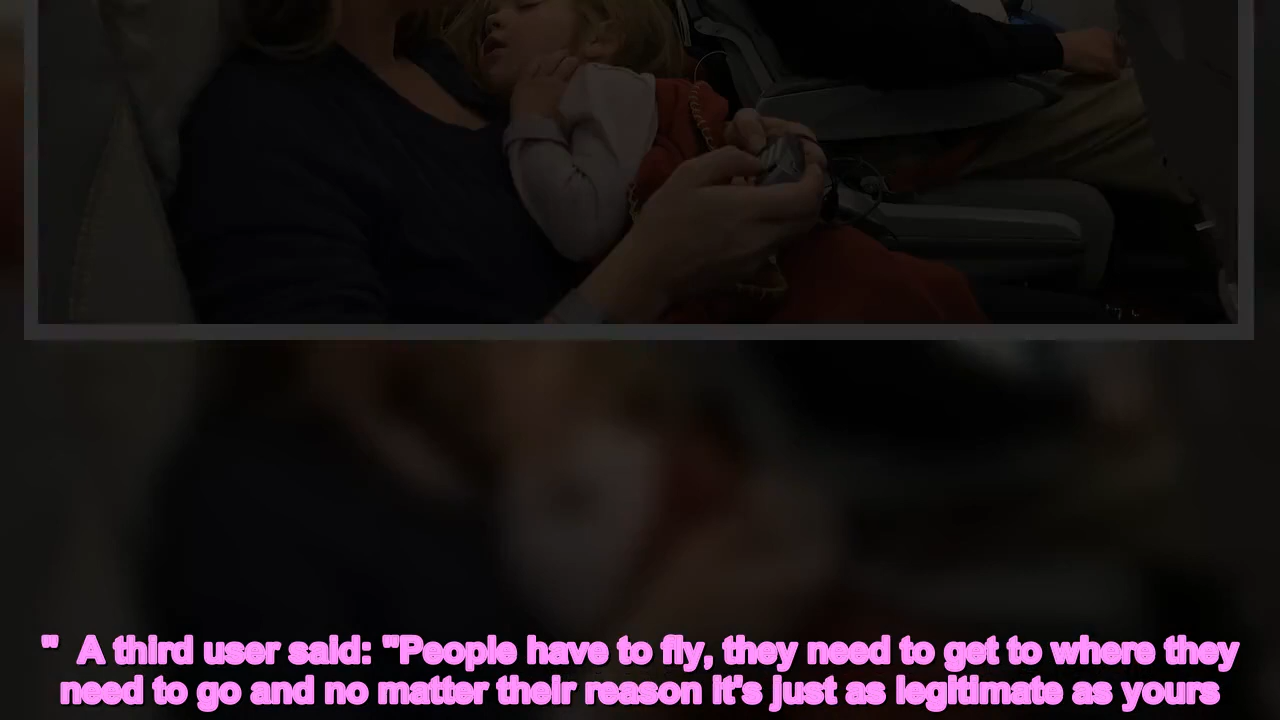 " A third user said: "People have to fly, they need to get to where they
need to go and no matter their reason it's just as legitimate as yours